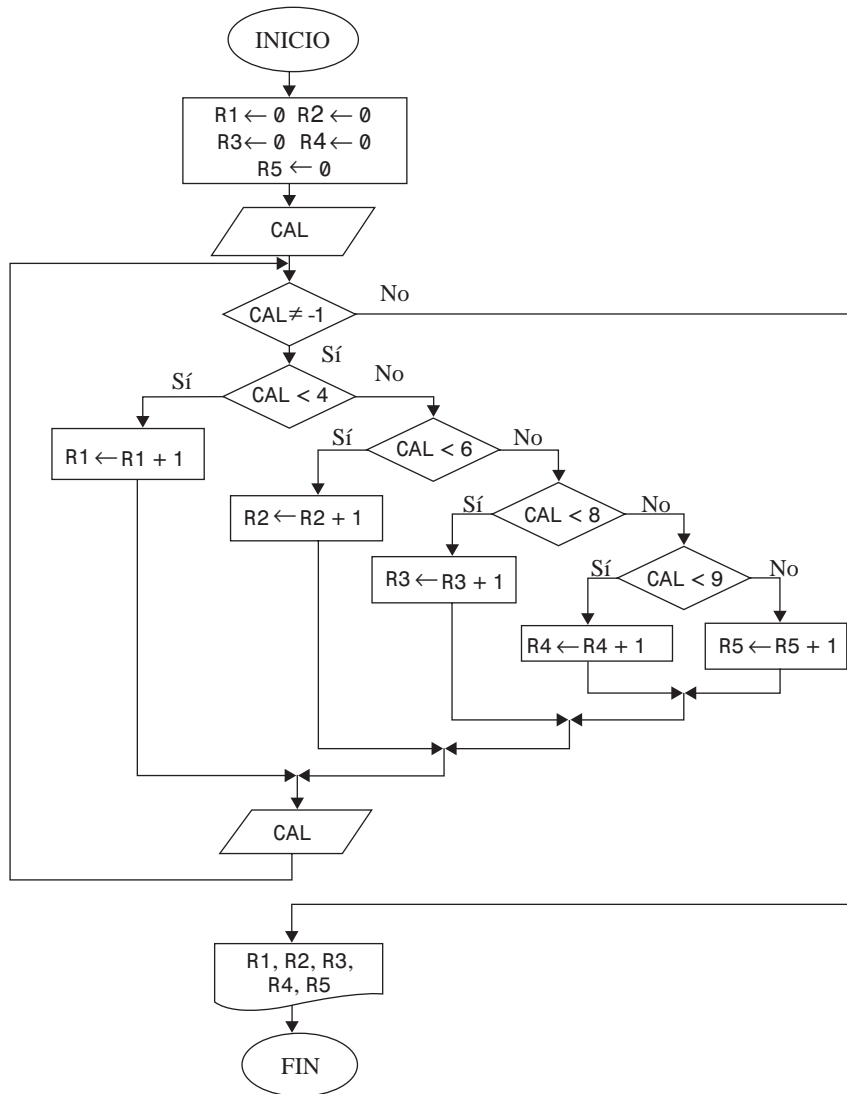 INICIO
R1 ← 0 R2 ← 0
R3 ← 0 R4 ← 0
R5 ← 0
CAL
CAL ≠ -1
No
Sí
CAL < 4
Sí
No
R1 ← R1 + 1
CAL < 6
Sí
No
R2 ← R2 + 1
CAL < 8
Sí
No
R3 ← R3 + 1
CAL < 9
Sí
No
R4 ← R4 + 1
R5 ← R5 + 1
CAL
R1, R2, R3,
R4, R5
FIN